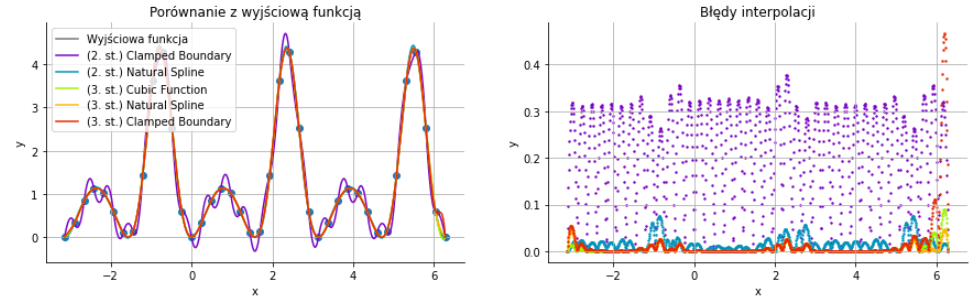 Porównanie z wyjściową funkcją
y
4
3
2
1
0
−2
0
2
4
6
x
Wyjściowa funkcja
(2. st.) Clamped Boundary
(2. st.) Natural Spline
(3. st.) Cubic Function
(3. st.) Natural Spline
(3. st.) Clamped Boundary
Błędy interpolacji
y
0.4
0.3
0.2
0.1
0.0
−2
0
2
4
6
x